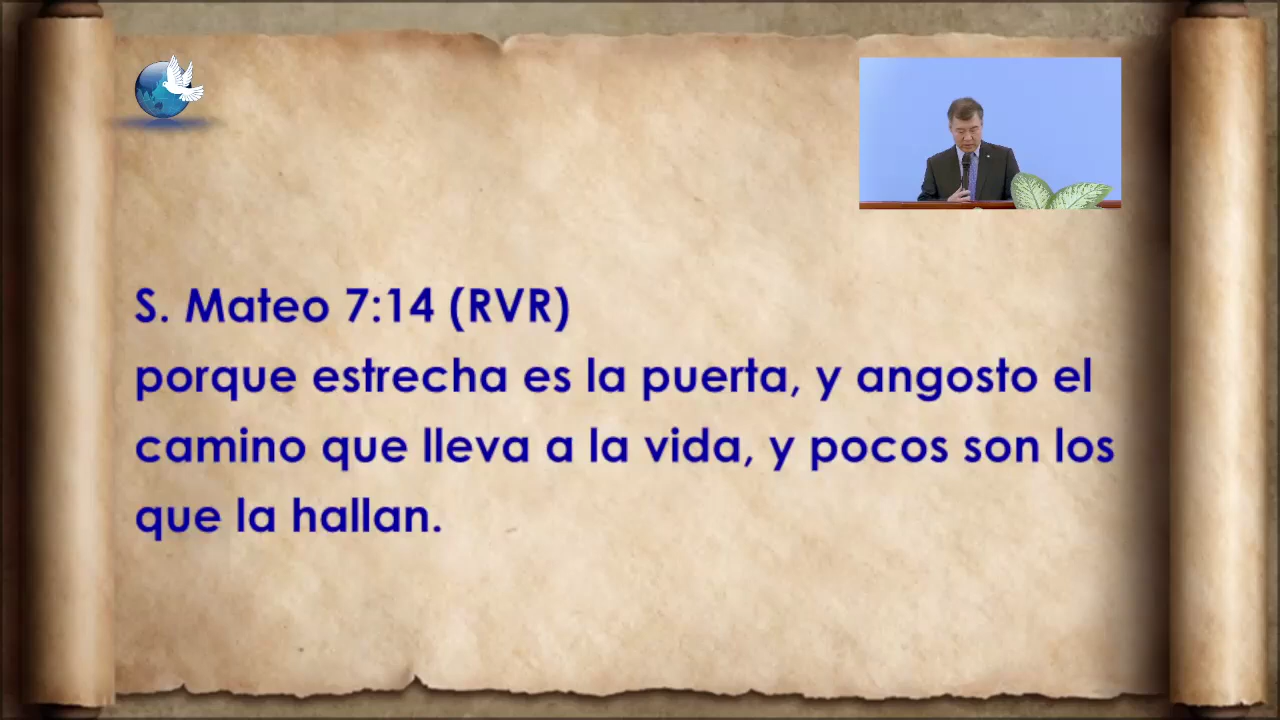 S. Mateo 7:14 (RVR)
porque estrecha es la puerta, y angosto el
camino que lleva a la vida, y pocos son los
que la hallan.